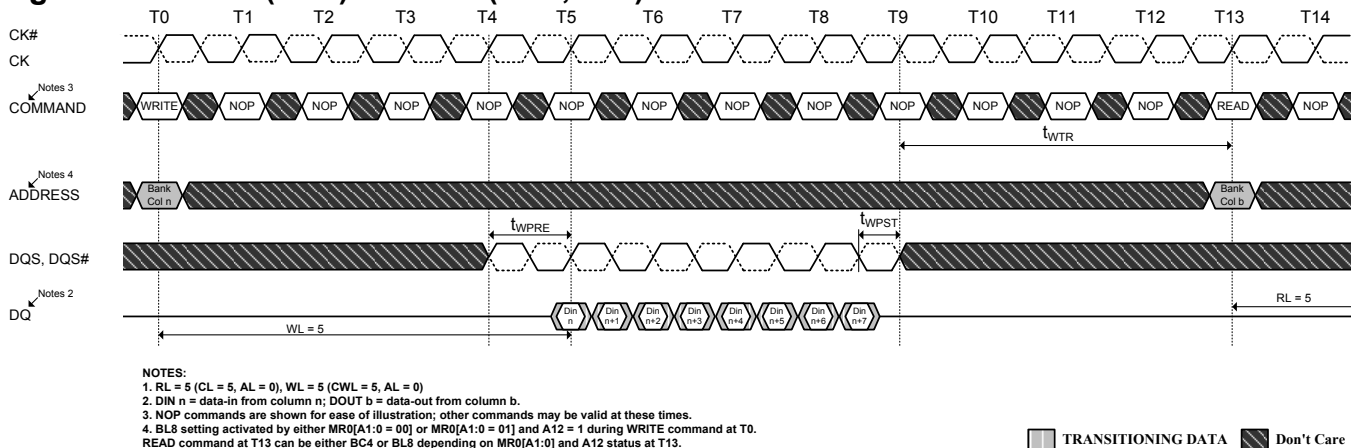 T0 T1 T2 T3 T4 T5 T6 T7 T8 T9 T10 T11 T12 T13 T14
CK#
CK
Notes 3
COMMAND
WRITE NOP NOP NOP NOP NOP NOP NOP NOP NOP NOP NOP NOP READ NOP
tWTR
Notes 4
ADDRESS
Bank Col n
Bank Col b
tWPRE
tWPST
DQS, DQS#
Notes 2
DQ
Din n
Din n+1
Din n+2
Din n+3
Din n+4
Din n+5
Din n+6
Din n+7
RL = 5
WL = 5
NOTES:
1. RL = 5 (CL = 5, AL = 0), WL = 5 (CWL = 5, AL = 0)
2. DIN n = data-in from column n; DOUT b = data-out from column b.
3. NOP commands are shown for ease of illustration; other commands may be valid at these times.
4. BL8 setting activated by either MR0[A1:0 = 00] or MR0[A1:0 = 01] and A12 = 1 during WRITE command at T0.
READ command at T13 can be either BC4 or BL8 depending on MR0[A1:0] and A12 status at T13.
TRANSITIONING DATA
Don't Care